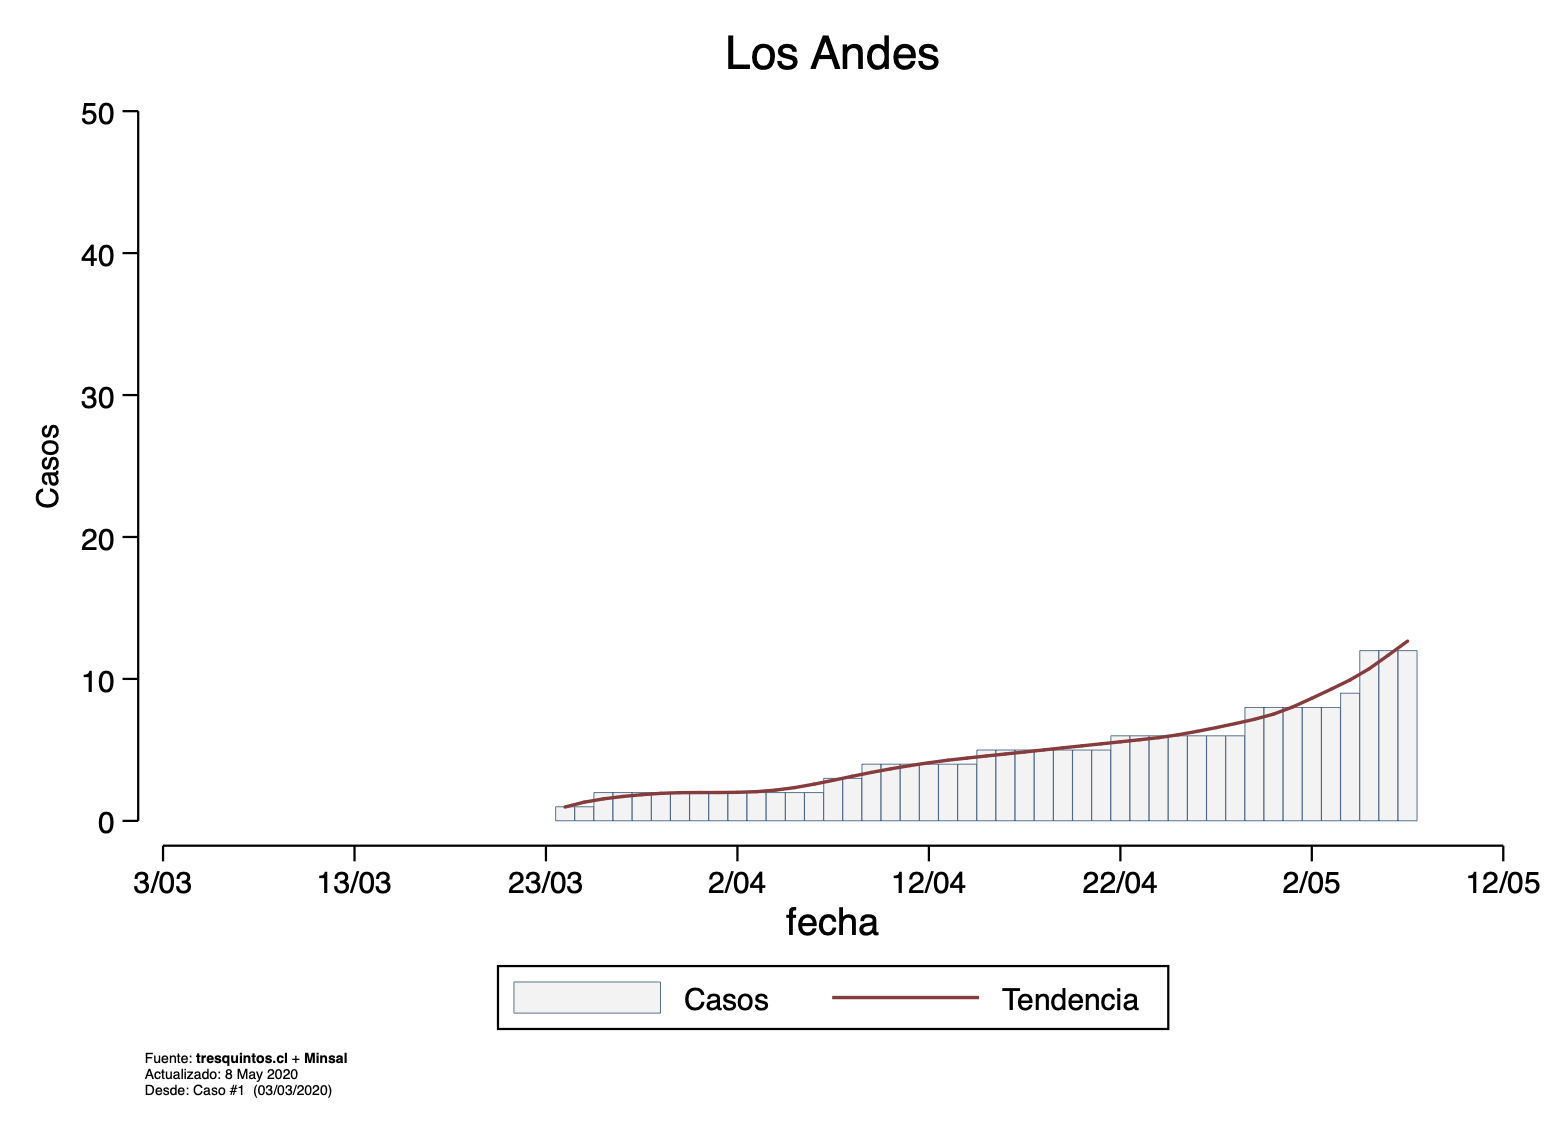 Los Andes
50
40
30
20
10
0
Casos
3/03 13/03 23/03 2/04 12/04 22/04 2/05 12/05
fecha
Casos Tendencia
Fuente: tresquintos.cl + Minsal
Actualizado: 8 May 2020
Desde: Caso #1 (03/03/2020)